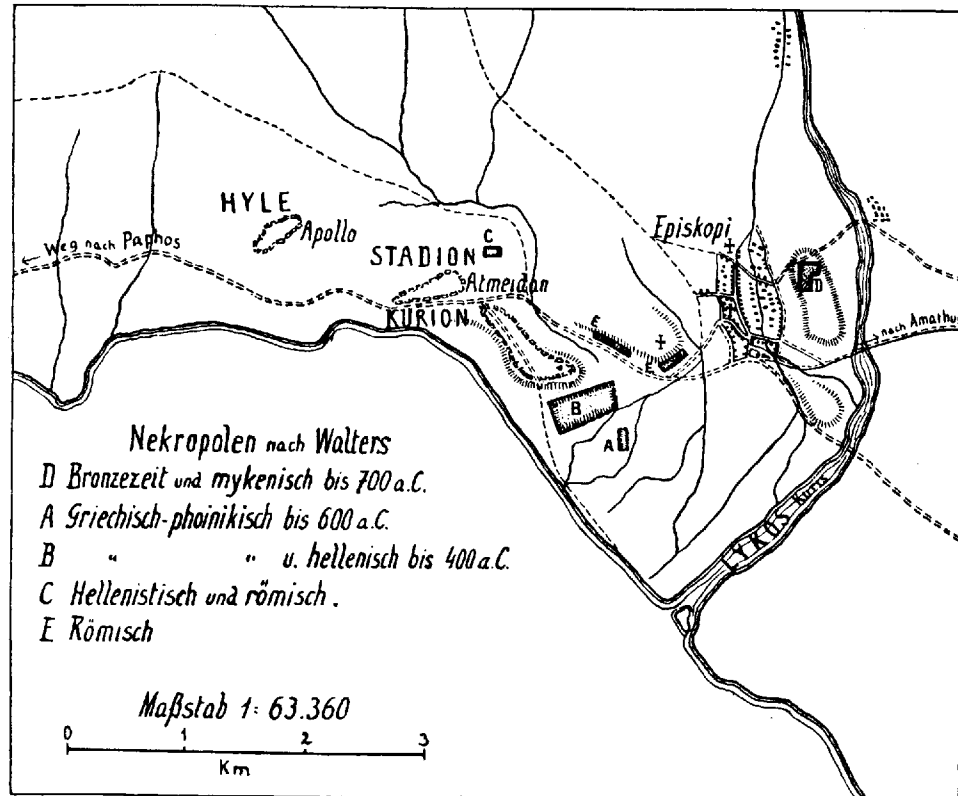 HYLE
Apollo
← Weg nach Paphos
STADION
C
Atmeidan
KURION
Episkopi
D
→ nach Amathus
E
E
B
A
YKOS Kuris
Nekropolen nach Walters
D Bronzezeit und mykenisch bis 700 a.C.
A Griechisch-phoinikisch bis 600 a.C.
B " " u. hellenisch bis 400 a.C.
C Hellenistisch und römisch.
E Römisch
Maßstab 1: 63.360
0 1 2 3
Km